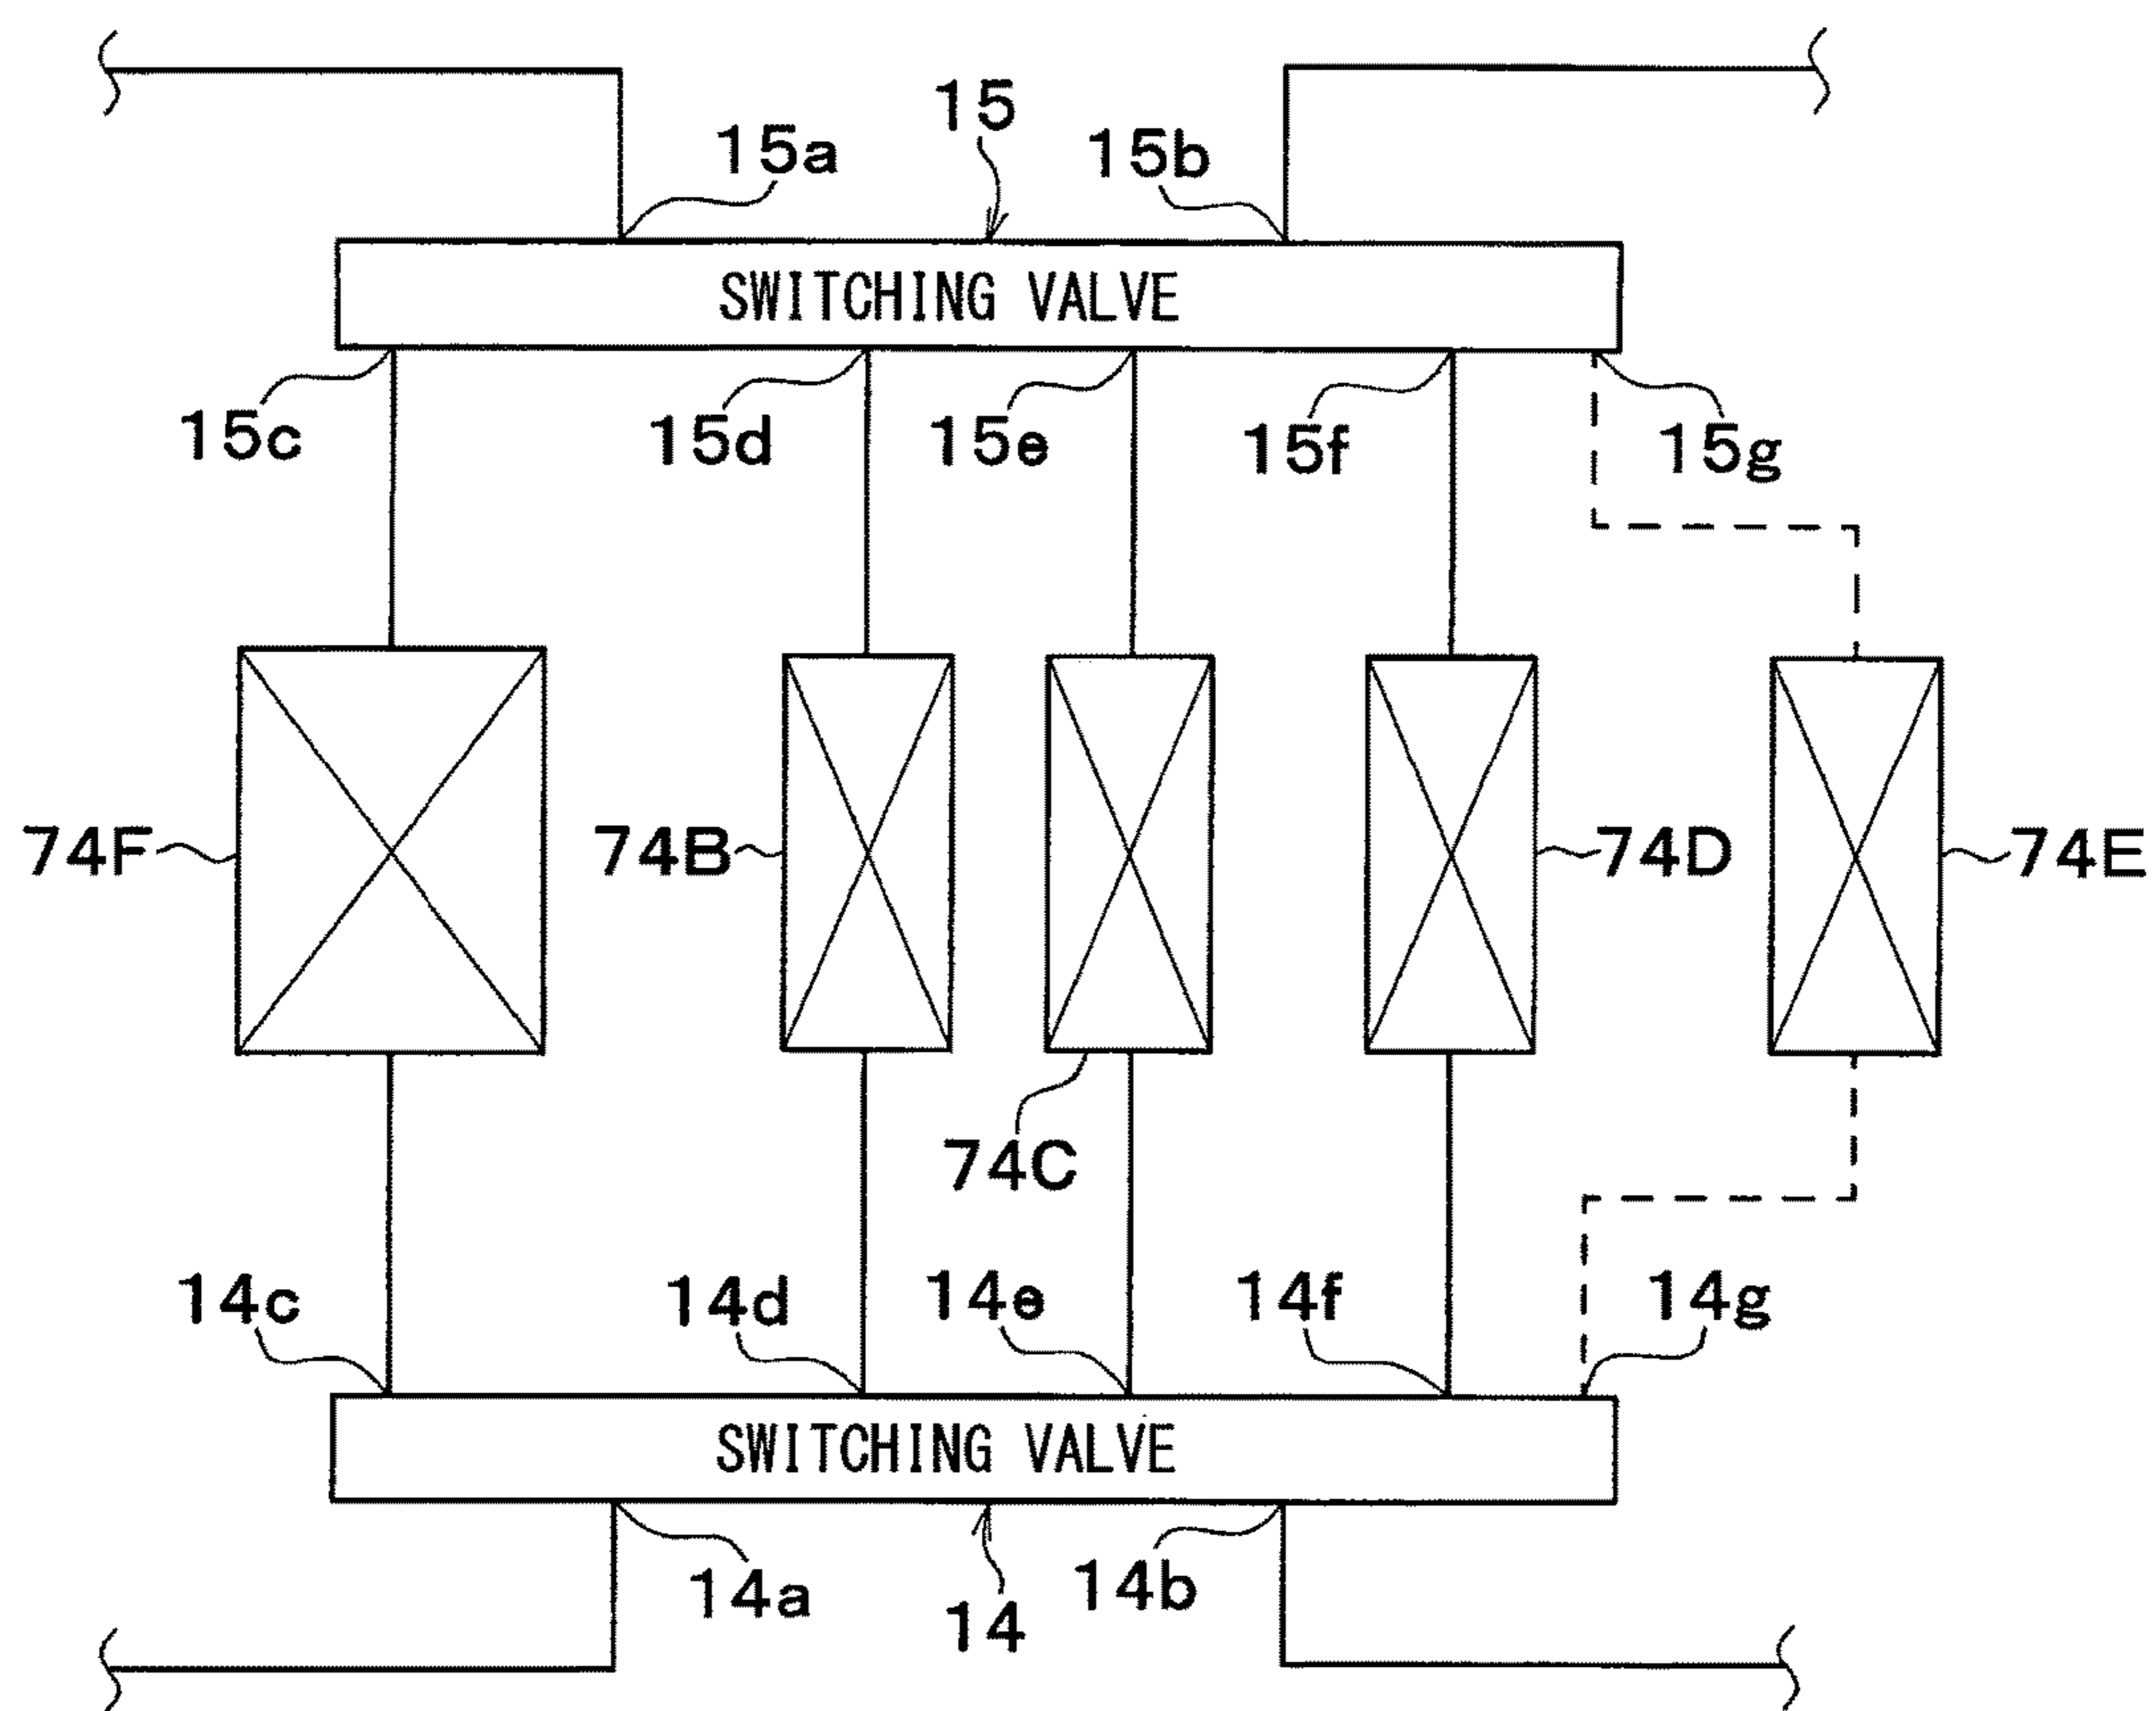 15
15a
15b
SWITCHING VALVE
15c
15d
15e
15f
15g
74F
74B
74D
74E
74C
14c
14d
14e
14f
14g
SWITCHING VALVE
14a
14
14b